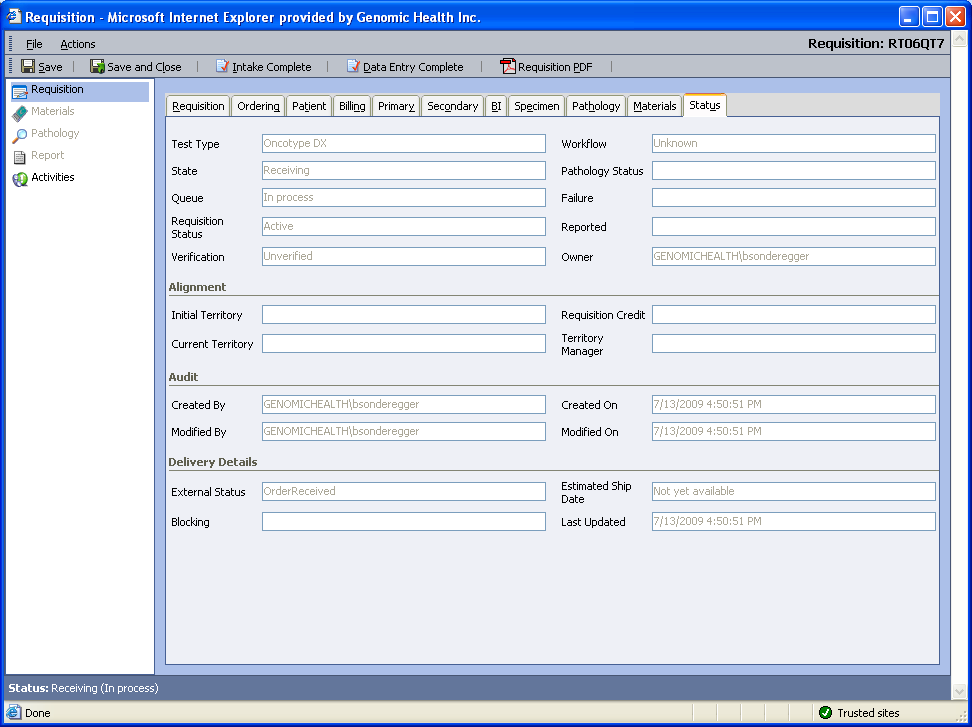 Requisition - Microsoft Internet Explorer provided by Genomic Health Inc.
File Actions Requisition: RT06QT7
Save Save and Close Intake Complete Data Entry Complete Requisition PDF
Requisition
Materials
Pathology
Report
Activities
Requisition Ordering Patient Billing Primary Secondary BI Specimen Pathology Materials Status
Test Type Oncotype DX Workflow Unknown
State Receiving Pathology Status
Queue In process Failure
Requisition Status Active Reported
Verification Unverified Owner GENOMICHEALTH\bsonderegger
Alignment
Initial Territory Requisition Credit
Current Territory Territory Manager
Audit
Created By GENOMICHEALTH\bsonderegger Created On 7/13/2009 4:50:51 PM
Modified By GENOMICHEALTH\bsonderegger Modified On 7/13/2009 4:50:51 PM
Delivery Details
External Status OrderReceived Estimated Ship Date Not yet available
Blocking Last Updated 7/13/2009 4:50:51 PM
Status: Receiving (In process)
Done Trusted sites